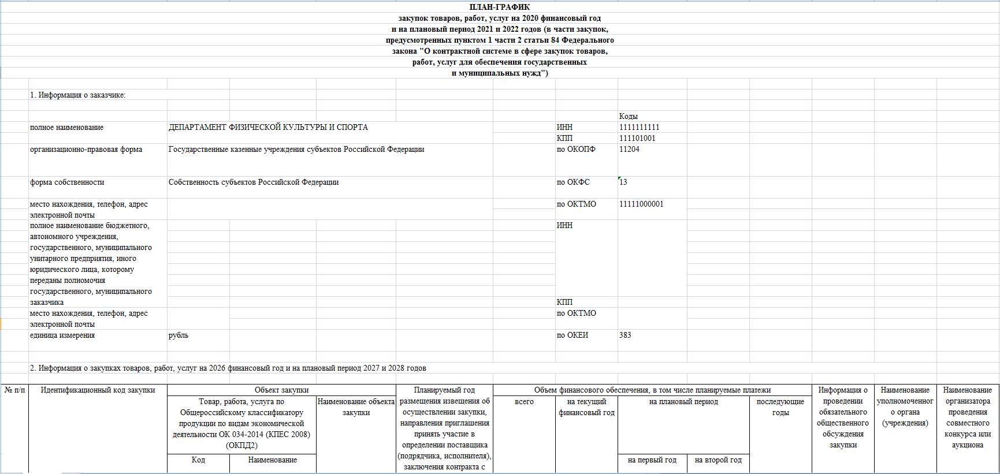 ПЛАН-ГРАФИК
закупок товаров, работ, услуг на 2020 финансовый год
и на плановый период 2021 и 2022 годов (в части закупок,
предусмотренных пунктом 1 части 2 статьи 84 Федерального
закона "О контрактной системе в сфере закупок товаров,
работ, услуг для обеспечения государственных
и муниципальных нужд")
1. Информация о заказчике:
Коды
полное наименование
ДЕПАРТАМЕНТ ФИЗИЧЕСКОЙ КУЛЬТУРЫ И СПОРТА
ИНН
1111111111
КПП
111101001
организационно-правовая форма
Государственные казенные учреждения субъектов Российской Федерации
по ОКОПФ
11204
форма собственности
Собственность субъектов Российской Федерации
по ОКФС
13
место нахождения, телефон, адрес
электронной почты
по ОКТМО
11111000001
полное наименование бюджетного,
автономного учреждения,
государственного, муниципального
унитарного предприятия, иного
юридического лица, которому
переданы полномочия
государственного, муниципального
заказчика
ИНН
КПП
место нахождения, телефон, адрес
электронной почты
по ОКТМО
единица измерения
рубль
по ОКЕИ
383
2. Информация о закупках товаров, работ, услуг на 2026 финансовый год и на плановый период 2027 и 2028 годов
№ п/п
Идентификационный код закупки
Объект закупки
Товар, работа, услуга по
Общероссийскому классификатору
продукции по видам экономической
деятельности ОК 034-2014 (КПЕС 2008)
(ОКПД2)
Код
Наименование
Наименование объекта
закупки
Планируемый год
размещения извещения об
осуществлении закупки,
направления приглашения
принять участие в
определении поставщика
(подрядчика, исполнителя),
заключения контракта с
Объем финансового обеспечения, в том числе планируемые платежи
всего
на текущий
финансовый год
на плановый период
на первый год
на второй год
последующие
годы
Информация о
проведении
обязательного
общественного
обсуждения
закупки
Наименование
уполномоченног
о органа
(учреждения)
Наименование
организатора
проведения
совместного
конкурса или
аукциона